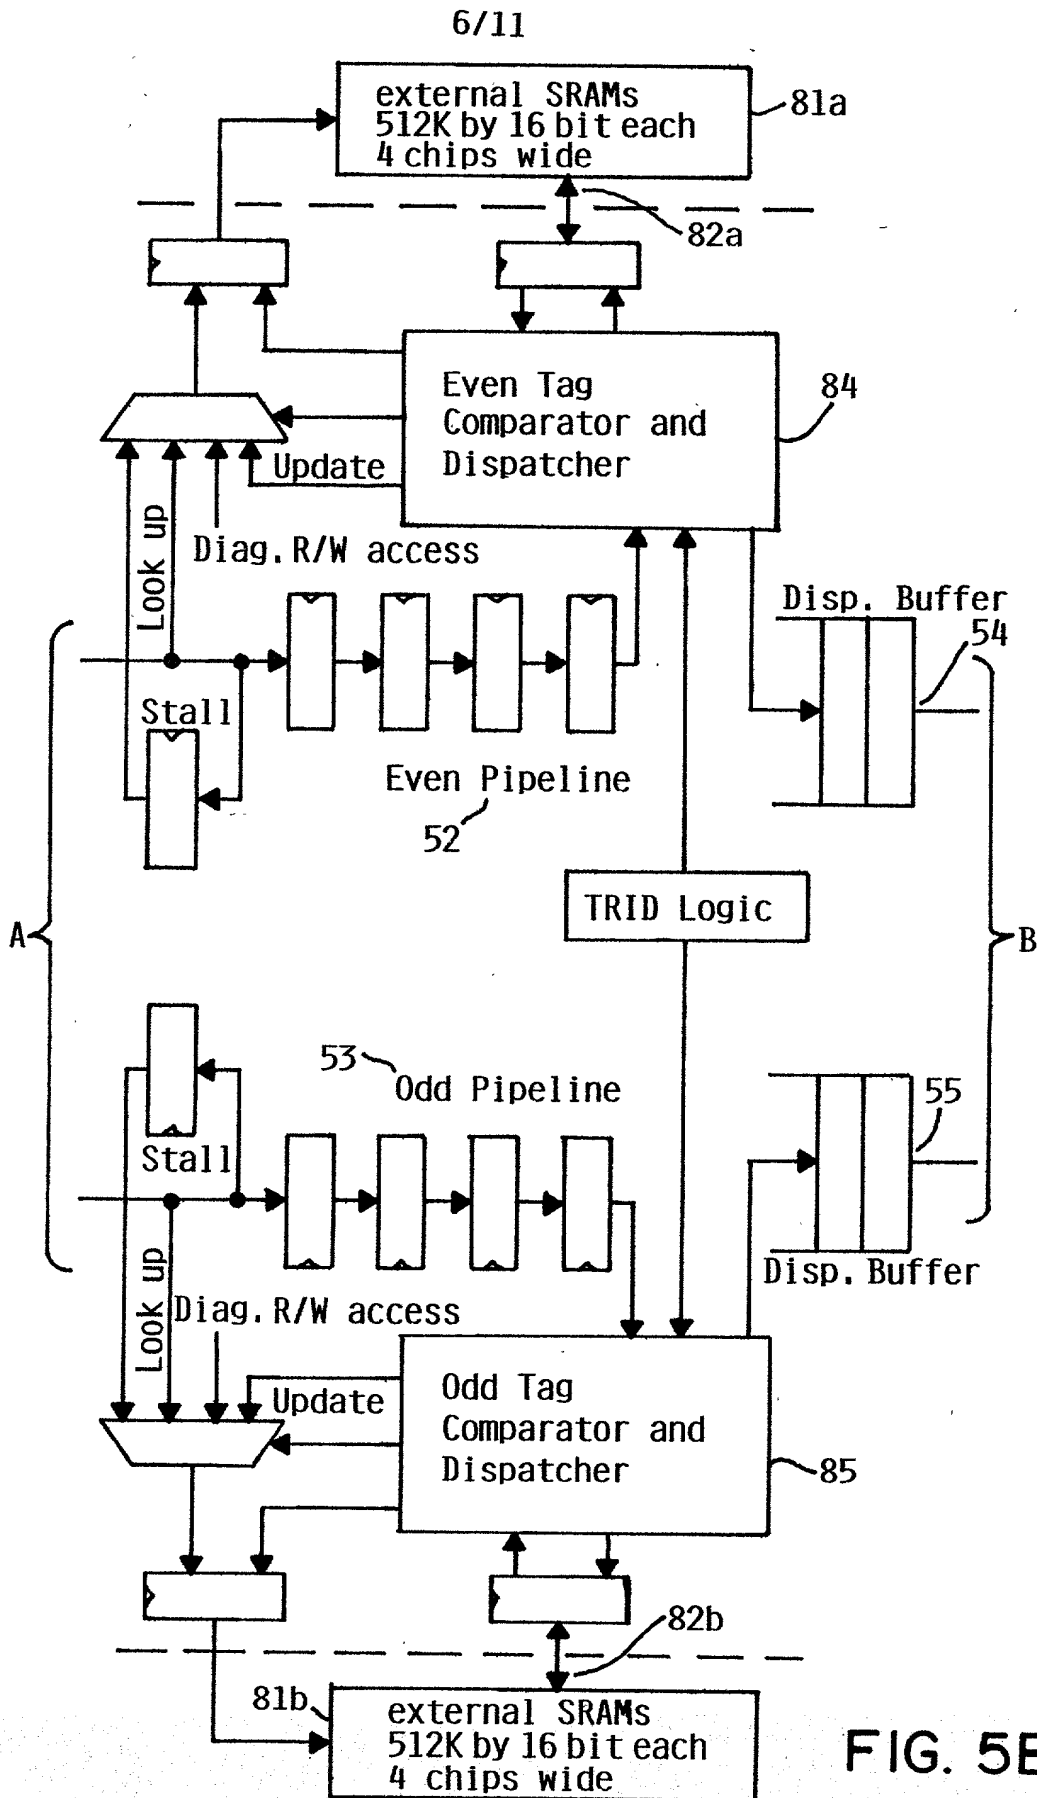 6/11
external SRAMs
512K by 16 bit each
4 chips wide
81a
82a
Even Tag
Comparator and
Dispatcher
84
Update
Look up
Diag. R/W access
Disp. Buffer
54
Stall
Even Pipeline
52
TRID Logic
A
B
53
Odd Pipeline
55
Stall
Disp. Buffer
Look up
Diag. R/W access
Update
Odd Tag
Comparator and
Dispatcher
85
82b
81b
external SRAMs
512K by 16 bit each
4 chips wide